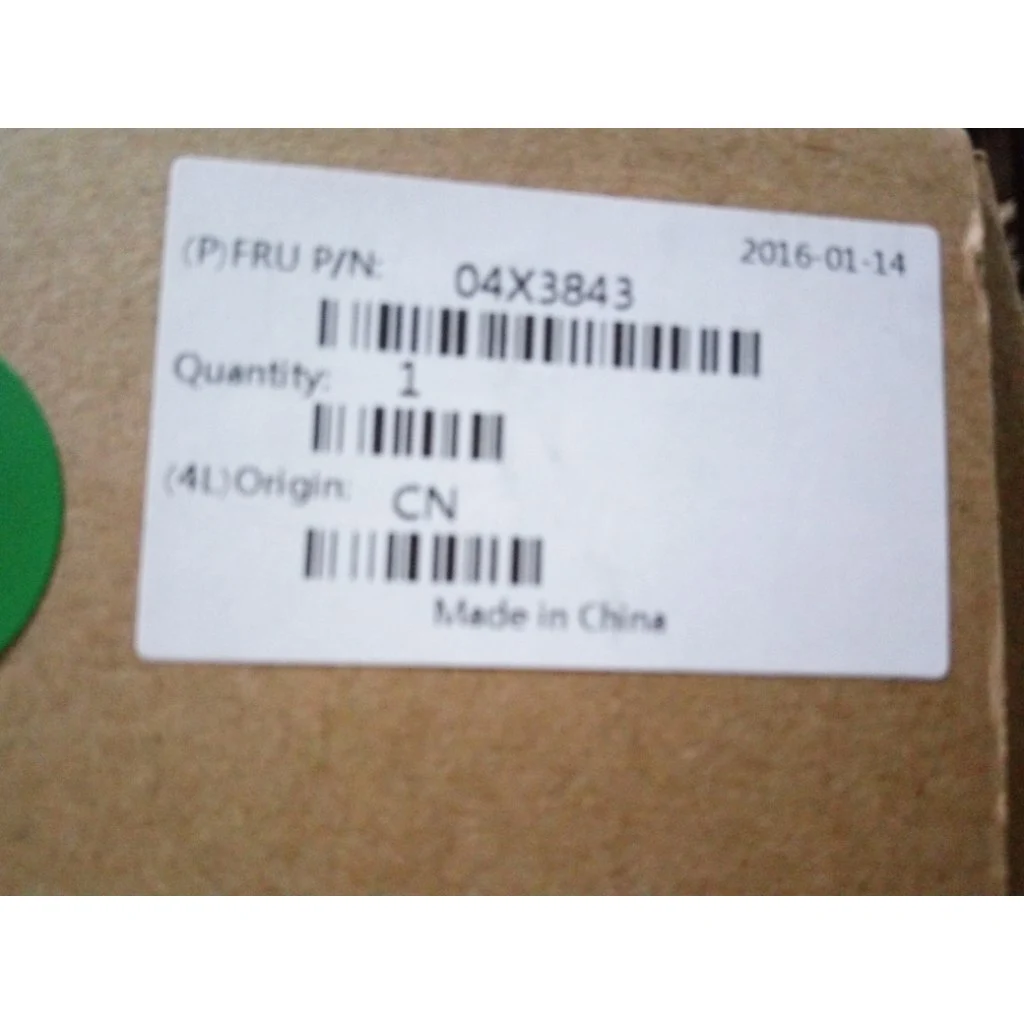 2016-01-14
(P)FRU P/N: 04X3843
Quantity: 1
(4L)Origin: CN
Made in China